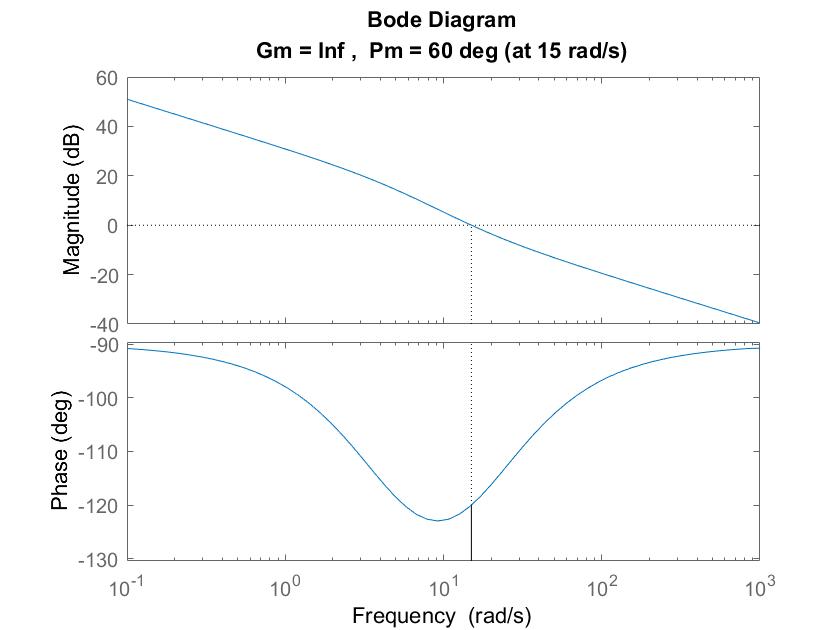 Bode Diagram
Gm = Inf , Pm = 60 deg (at 15 rad/s)
Magnitude (dB)
60
40
20
0
-20
-40
Phase (deg)
-90
-100
-110
-120
-130
10^-1 10^0 10^1 10^2 10^3
Frequency (rad/s)